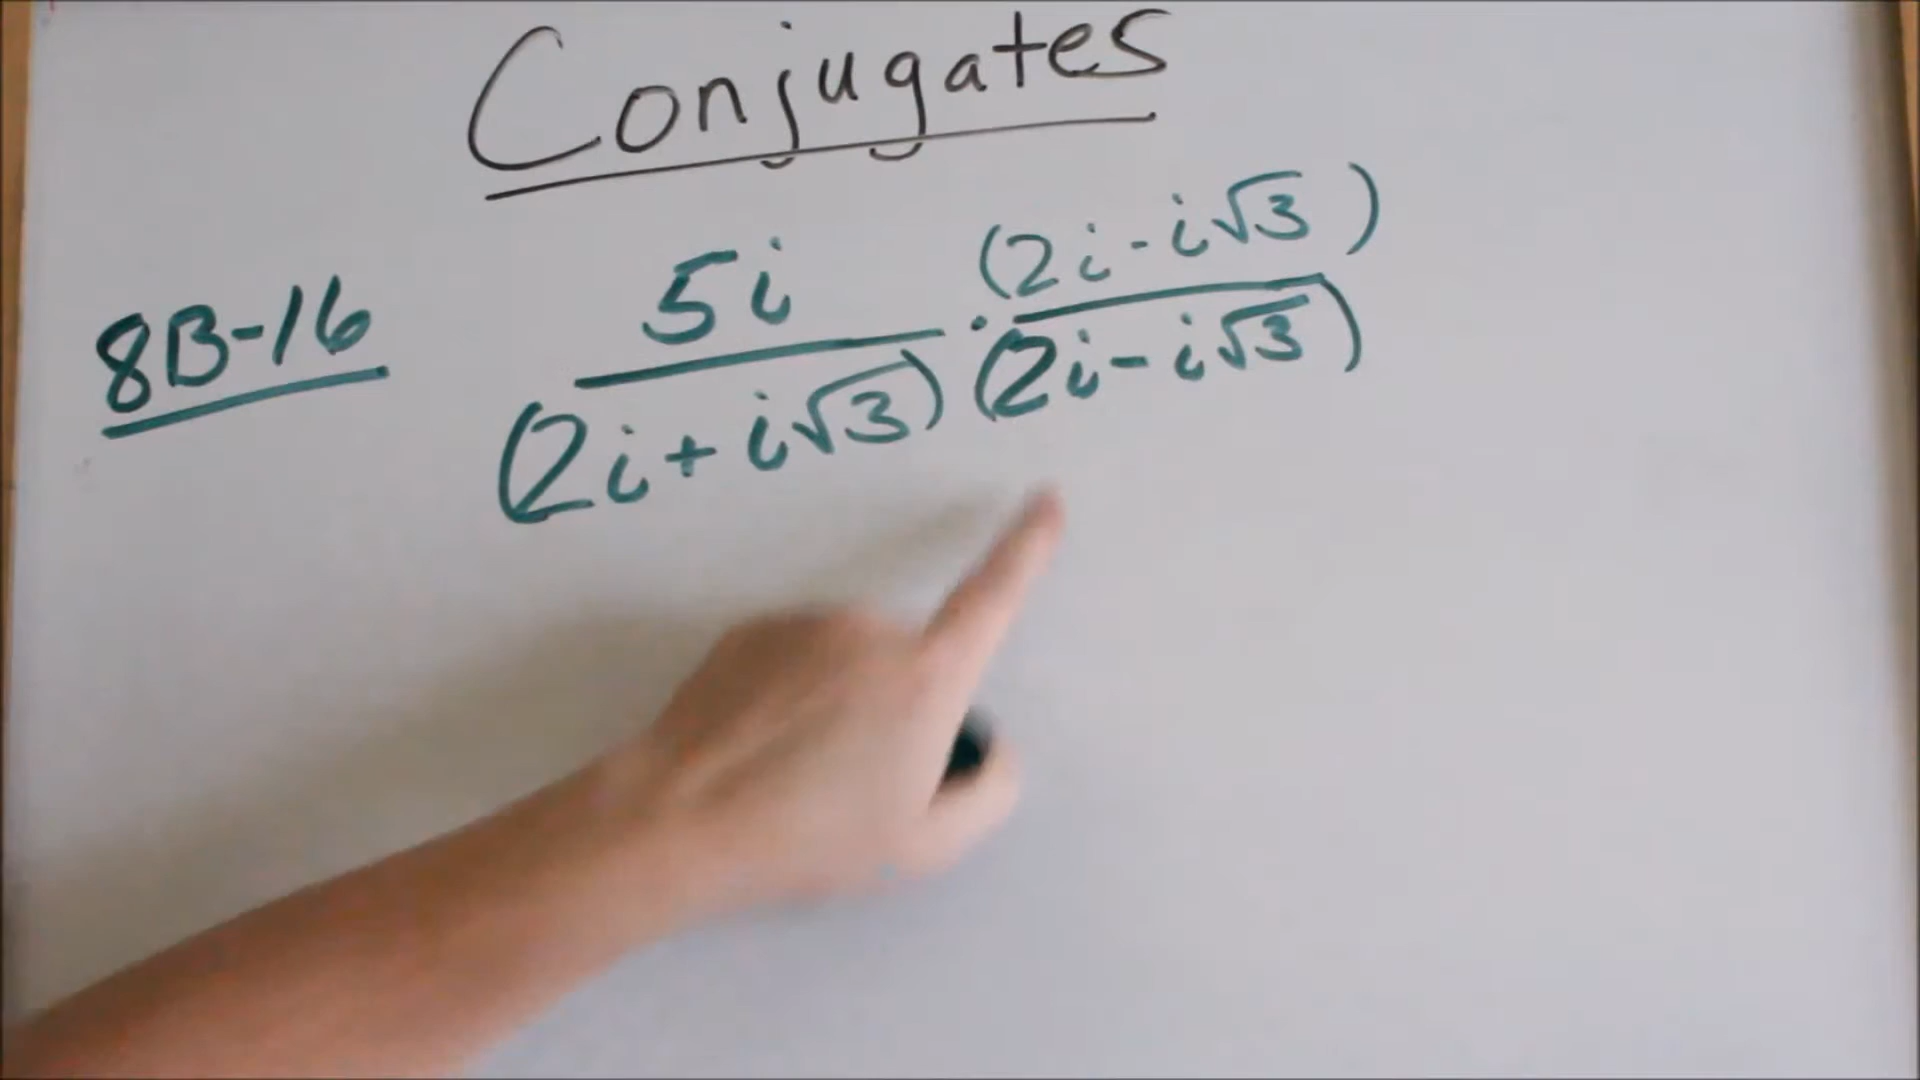 Conjugates
8B-16
5i · (2i - i√3)
(2i + i√3) (2i - i√3)